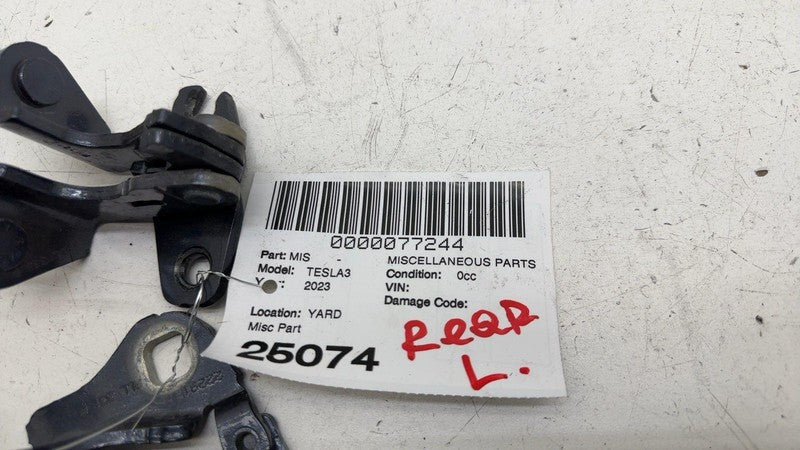 0000077244
Part: MIS - MISCELLANEOUS PARTS
Model: TESLA3 Condition: 0cc
2023 VIN:
Damage Code:
Location: YARD
Misc Part
25074
REAR
L.